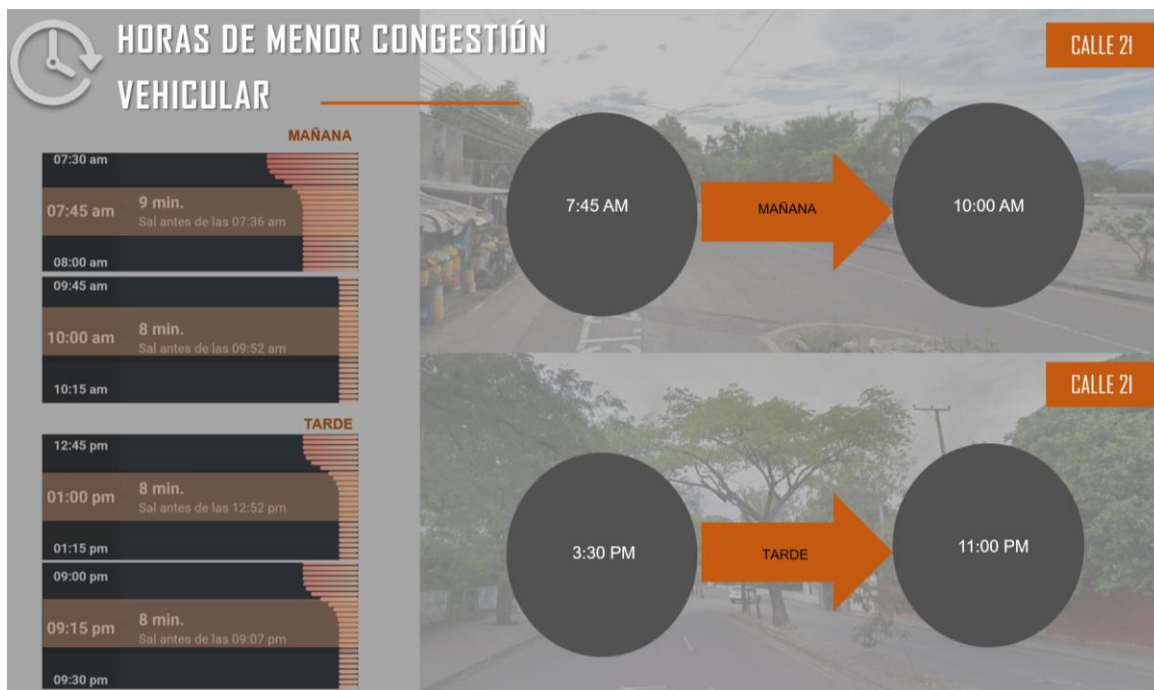 HORAS DE MENOR CONGESTIÓN
VEHICULAR
MAÑANA
07:30 am
07:45 am
9 min.
Sal antes de las 07:36 am
08:00 am
09:45 am
10:00 am
8 min.
Sal antes de las 09:52 am
10:15 am
TARDE
12:45 pm
01:00 pm
8 min.
Sal antes de las 12:52 pm
01:15 pm
09:00 pm
09:15 pm
8 min.
Sal antes de las 09:07 pm
09:30 pm
CALLE 21
7:45 AM
MAÑANA
10:00 AM
CALLE 21
3:30 PM
TARDE
11:00 PM